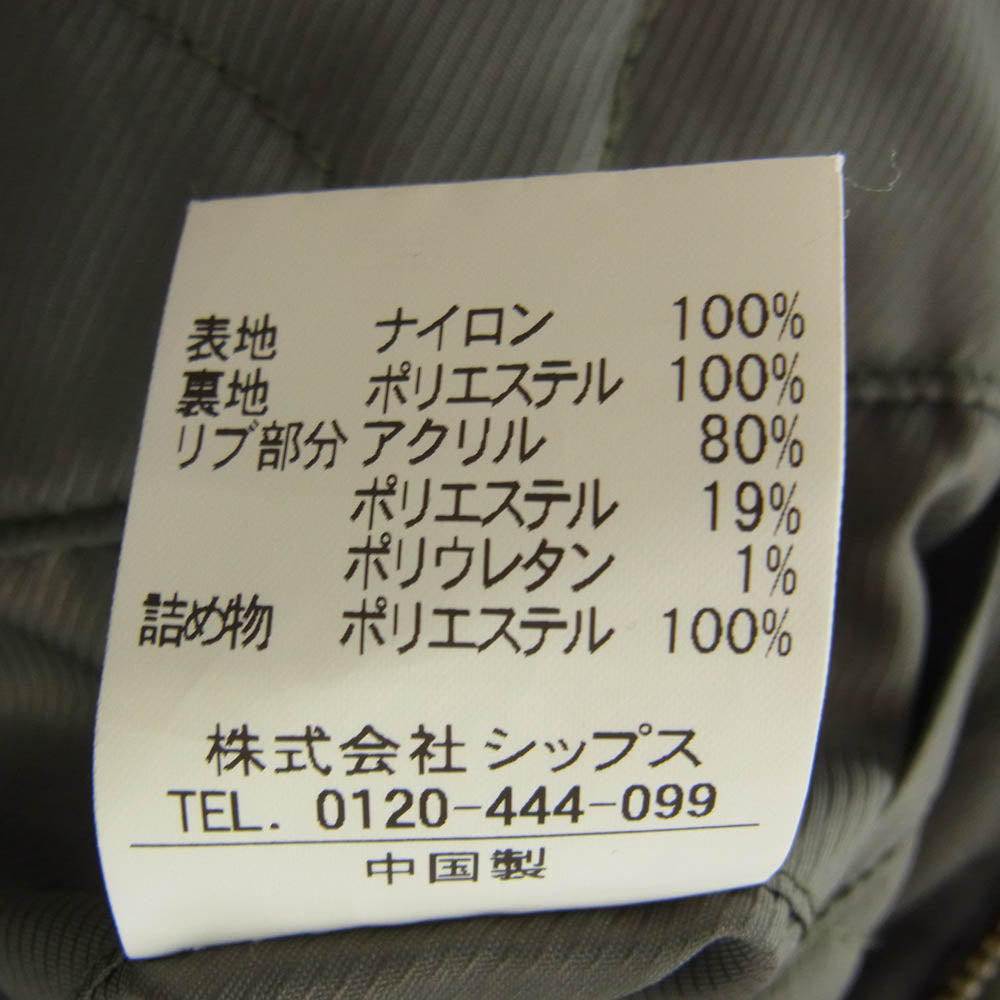 表地 ナイロン 100%
裏地 ポリエステル 100%
リブ部分 アクリル 80%
ポリエステル 19%
ポリウレタン 1%
詰め物 ポリエステル 100%
株式会社 シップス
TEL. 0120-444-099
中国製